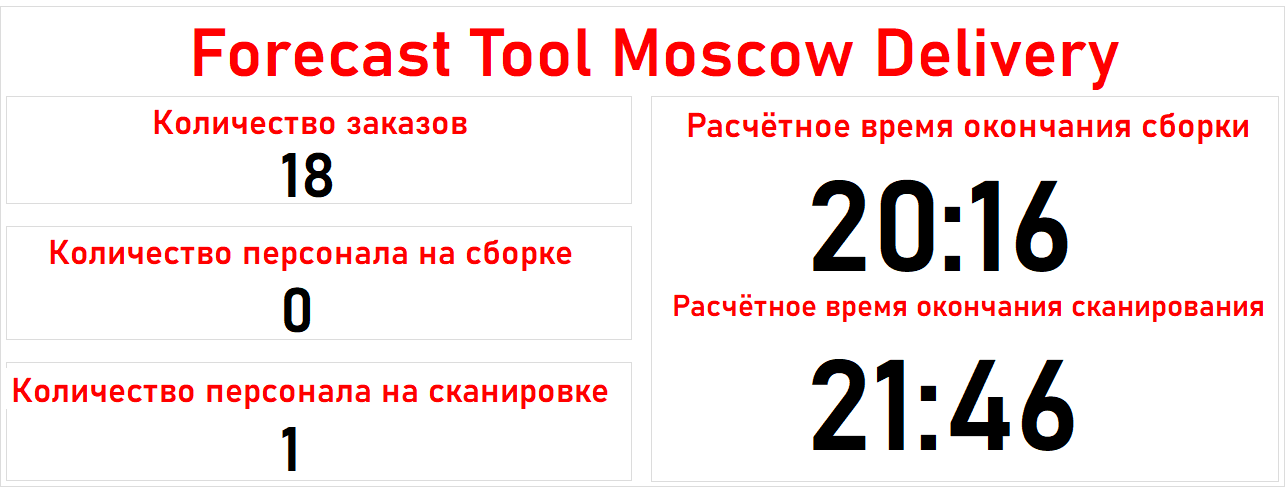 Forecast Tool Moscow Delivery
Количество заказов
18
Количество персонала на сборке
0
Количество персонала на сканировке
1
Расчётное время окончания сборки
20:16
Расчётное время окончания сканирования
21:46